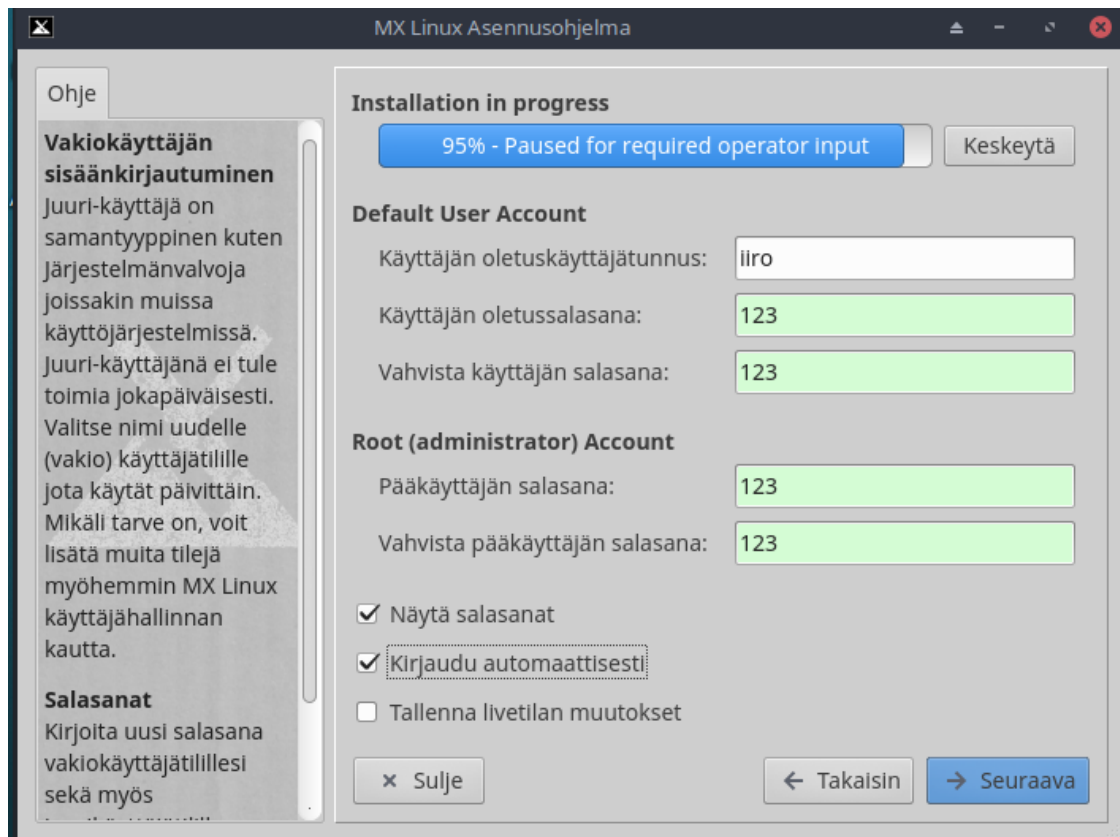 MX Linux Asennusohjelma
Ohje
Vakiokäyttäjän
sisäänkirjautuminen
Juuri-käyttäjä on
samantyyppinen kuten
Järjestelmänvalvoja
joissakin muissa
käyttöjärjestelmissä.
Juuri-käyttäjänä ei tule
toimia jokapäiväisesti.
Valitse nimi uudelle
(vakio) käyttäjätilille
jota käytät päivittäin.
Mikäli tarve on, voit
lisätä muita tilejä
myöhemmin MX Linux
käyttäjähallinnan
kautta.
Salasanat
Kirjoita uusi salasana
vakiokäyttäjätilillesi
sekä myös
Installation in progress
95% - Paused for required operator input
Keskeytä
Default User Account
Käyttäjän oletuskäyttäjätunnus: iiro
Käyttäjän oletussalasana: 123
Vahvista käyttäjän salasana: 123
Root (administrator) Account
Pääkäyttäjän salasana: 123
Vahvista pääkäyttäjän salasana: 123
Näytä salasanat
Kirjaudu automaattisesti
Tallenna livetilan muutokset
Sulje
Takaisin
Seuraava